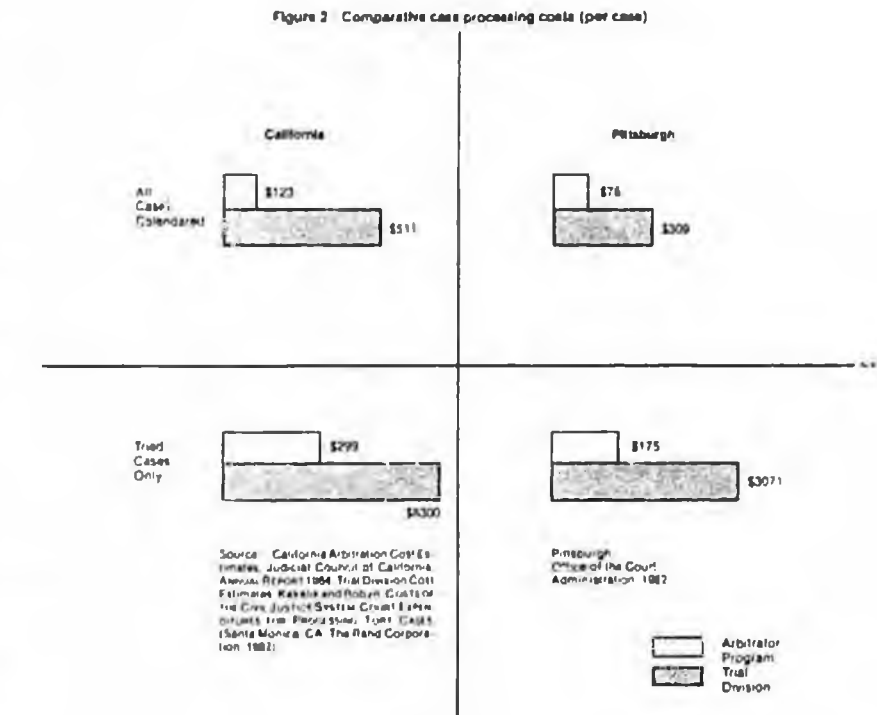 Figure 2 Comparative case processing costs (per case)
California
Pittsburgh
All
Cases
Calendared
$123
$511
$76
$309
Tried
Cases
Only
$299
$8300
$175
$3071
Source: California Arbitration Cost Es-
timates, Judicial Council of California,
ANNUAL REPORT 1984, Trial Division Cost
Estimates, Kakalik and Robyn, COSTS OF
THE CIVIL JUSTICE SYSTEM COURT EXPEN-
DITURES FOR PROCESSING TORT CASES
(Santa Monica, CA The Rand Corpora-
tion, 1982)
Pittsburgh
Office of the Court
Administration, 1982
Arbitrator
Program
Trial
Division